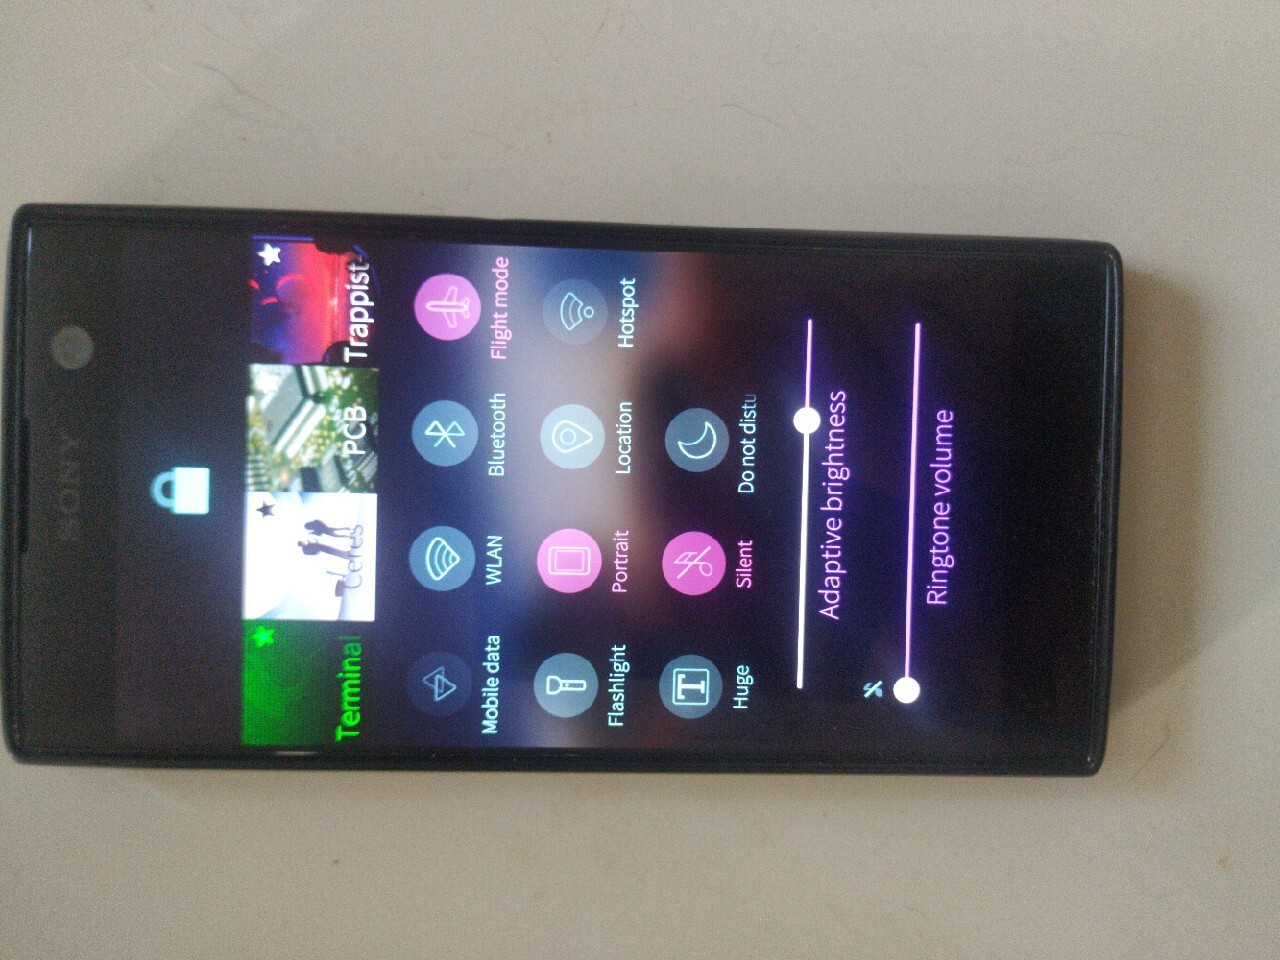 SONY
Terminal
Ceres
PCB
Trappist-
Mobile data
WLAN
Bluetooth
Flight mode
Flashlight
Portrait
Location
Hotspot
Huge
Silent
Do not distu
Adaptive brightness
Ringtone volume